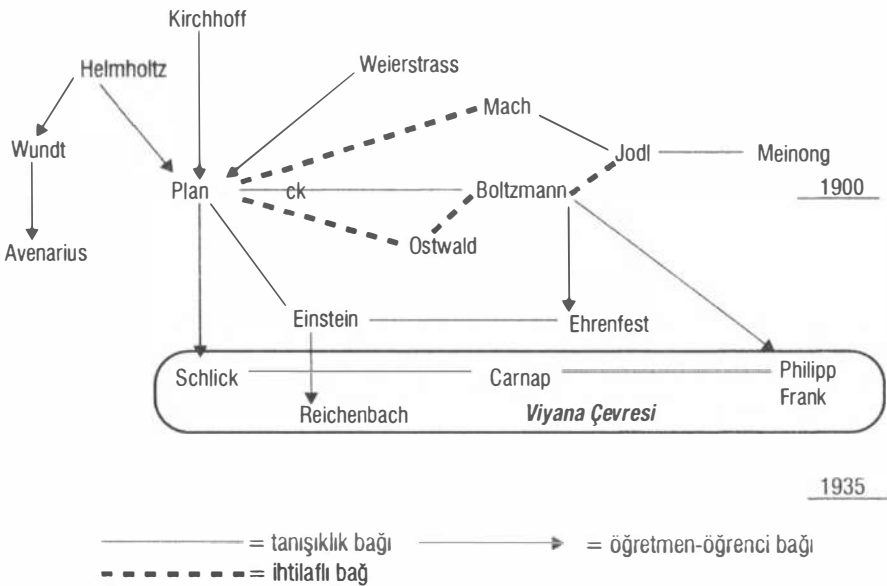 Kirchhoff
Helmholtz
Weierstrass
Mach
Wundt
Jodl
Meinong
Plan ck
Boltzmann
1900
Avenarius
Ostwald
Einstein
Ehrenfest
Schlick
Carnap
Philipp
Frank
Reichenbach
Viyana Çevresi
1935
= tanışıklık bağı
= öğretmen-öğrenci bağı
= ihtilaflı bağ